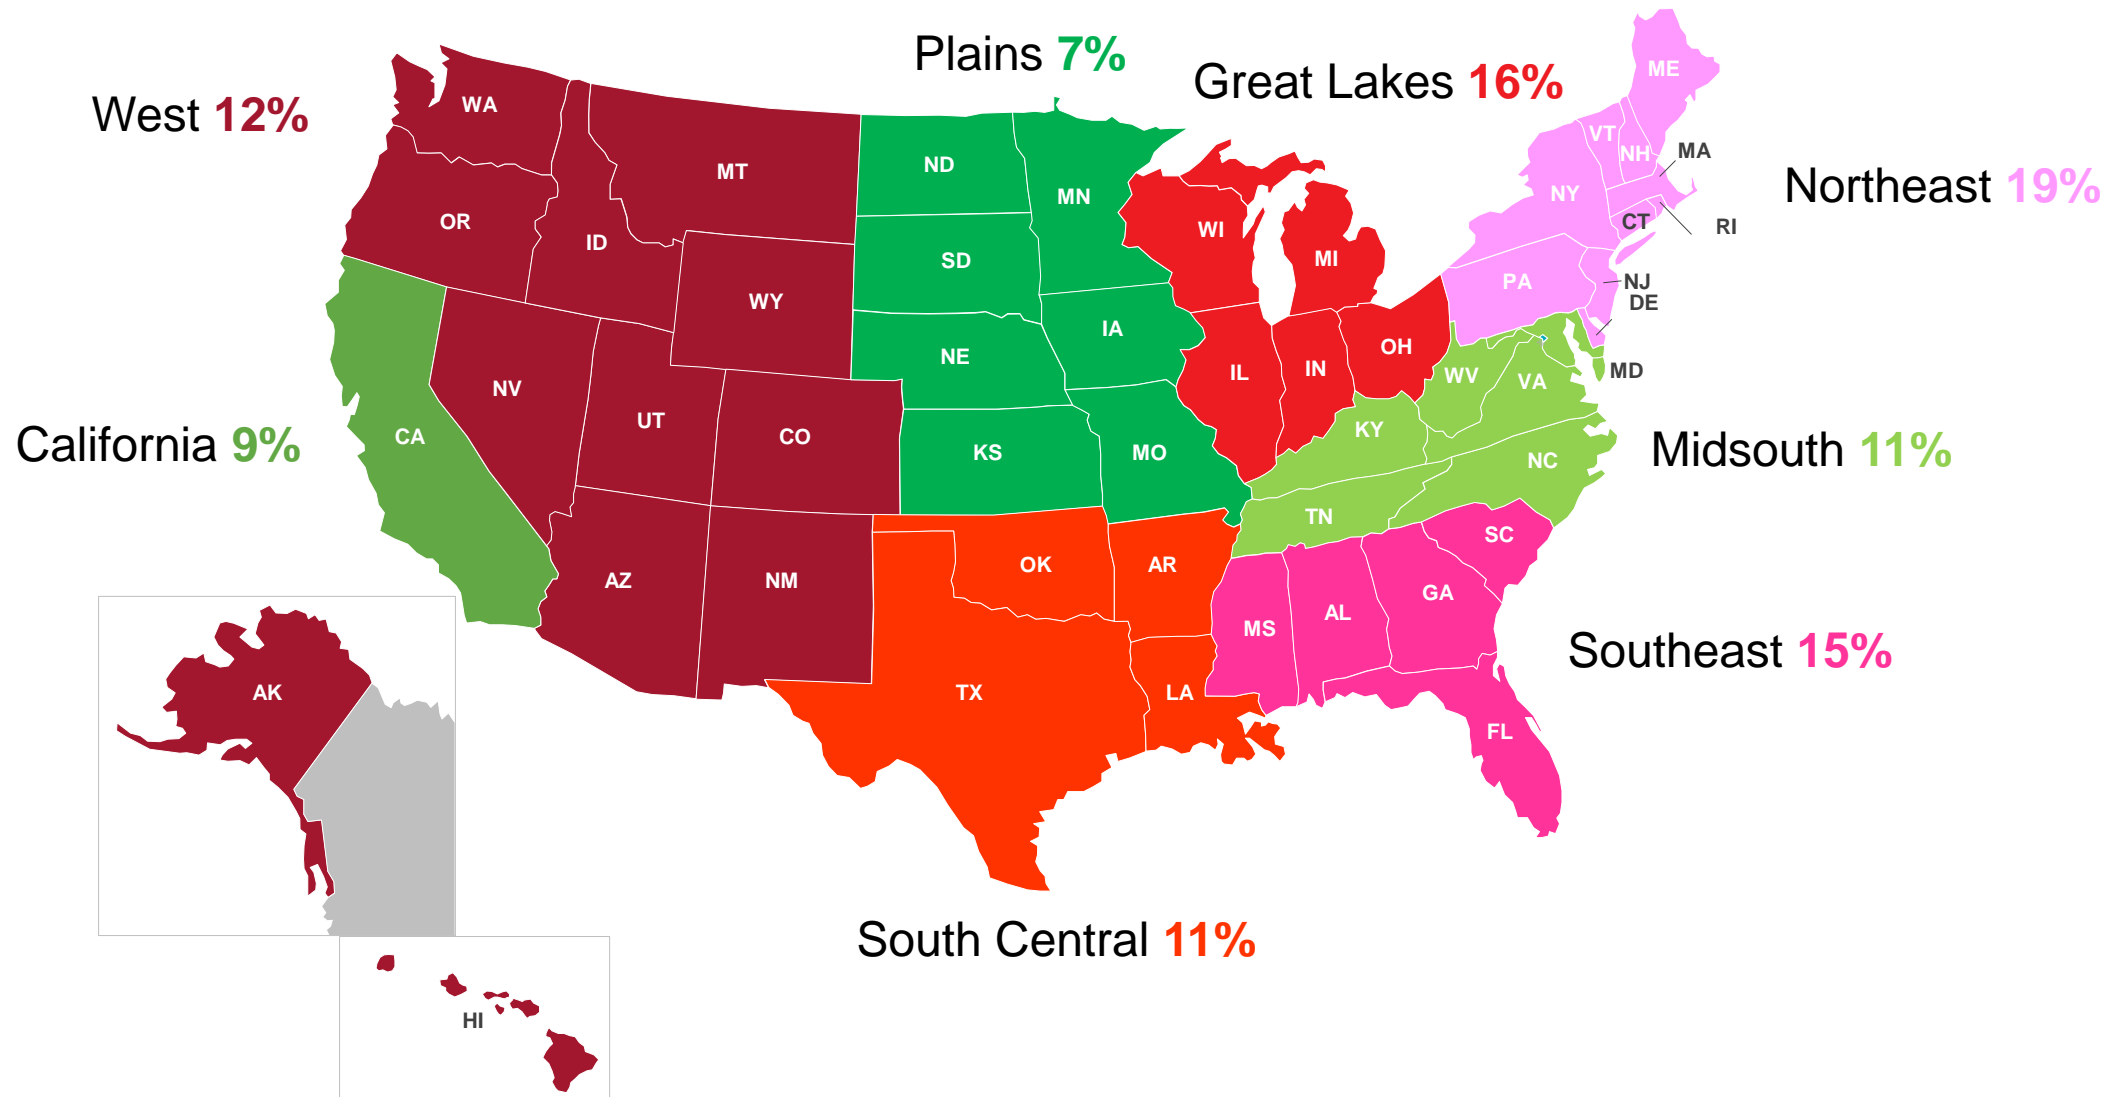 Plains 7%
Great Lakes 16%
West 12%
Northeast 19%
California 9%
Midsouth 11%
Southeast 15%
South Central 11%
WA
OR
ID
MT
WY
NV
UT
CO
CA
AZ
NM
ND
SD
NE
KS
MN
IA
MO
OK
AR
TX
LA
WI
MI
IL
IN
OH
KY
WV
VA
MD
TN
NC
MS
AL
GA
SC
FL
ME
VT
NH
MA
NY
CT
RI
PA
NJ
DE
AK
HI